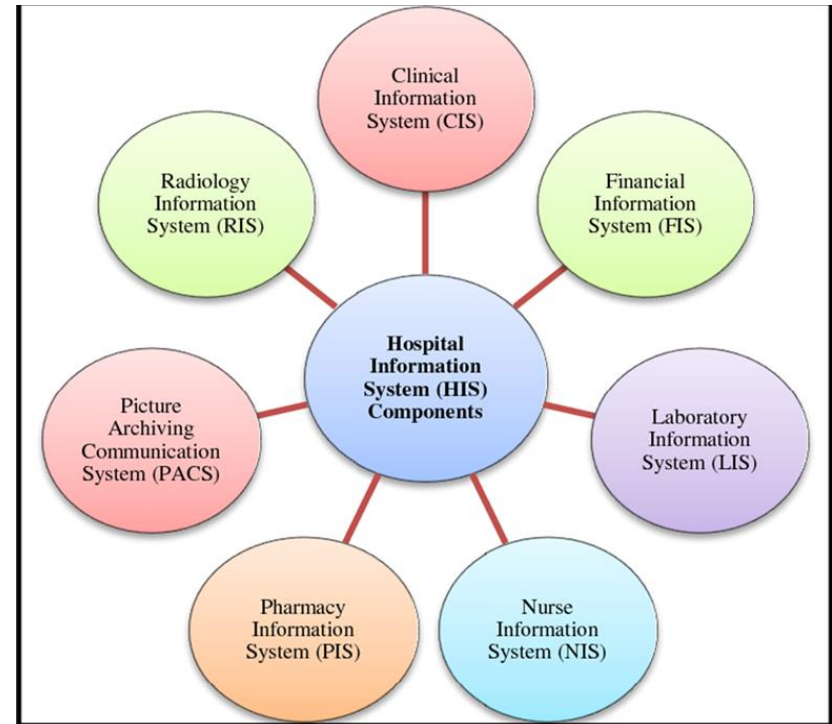 Clinical
Information
System (CIS)
Radiology
Information
System (RIS)
Financial
Information
System (FIS)
Hospital
Information
System (HIS)
Components
Picture
Archiving
Communication
System (PACS)
Laboratory
Information
System (LIS)
Pharmacy
Information
System (PIS)
Nurse
Information
System (NIS)